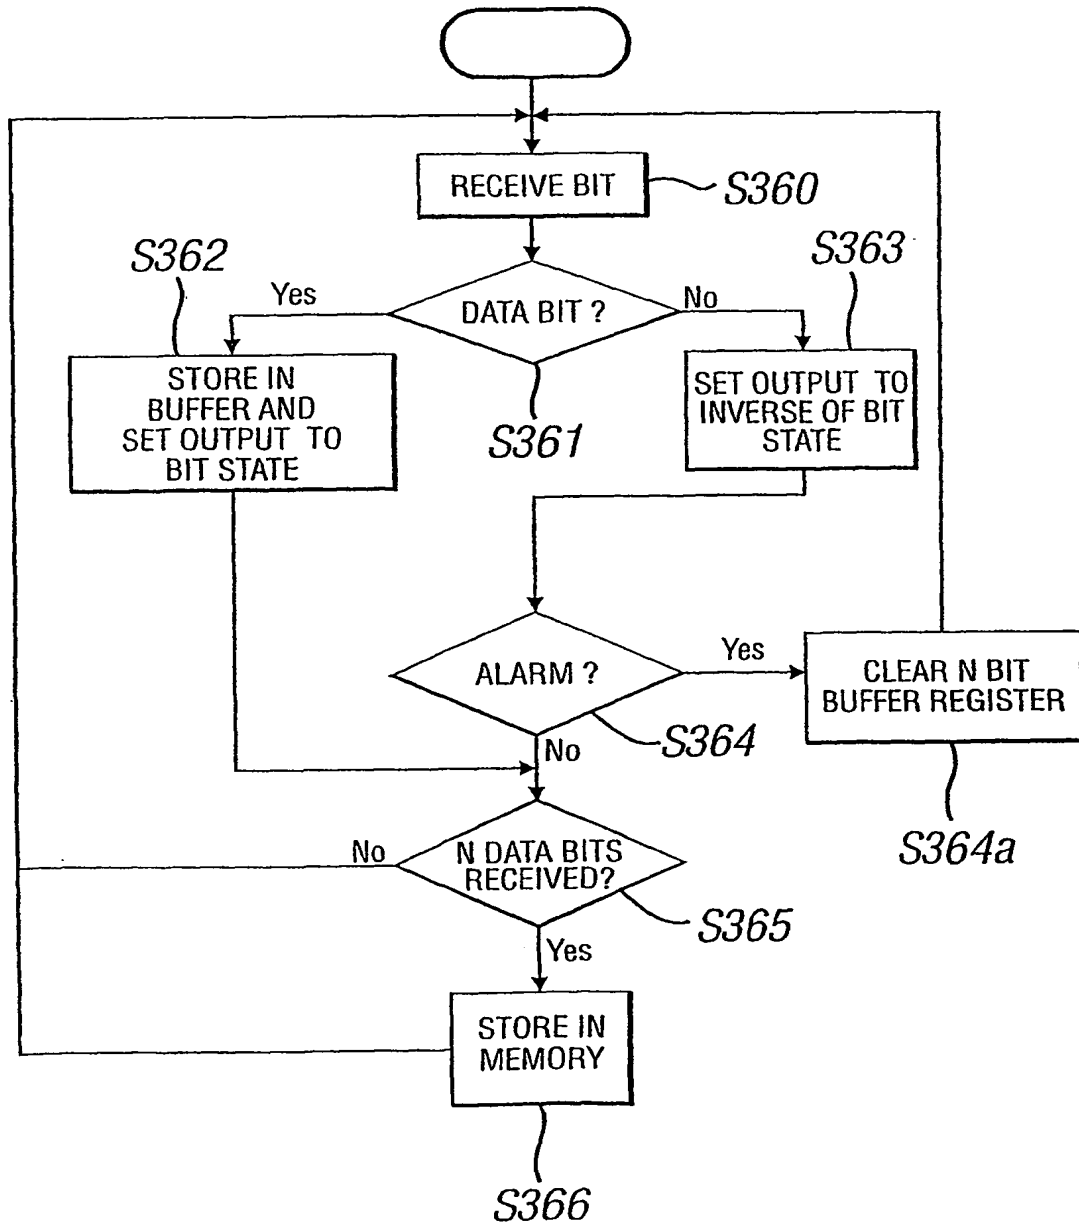 RECEIVE BIT
S360
S362
S363
Yes
DATA BIT ?
No
STORE IN
BUFFER AND
SET OUTPUT TO
BIT STATE
S361
SET OUTPUT TO
INVERSE OF BIT
STATE
ALARM ?
Yes
CLEAR N BIT
BUFFER REGISTER
S364
No
S364a
No
N DATA BITS
RECEIVED?
S365
Yes
STORE IN
MEMORY
S366